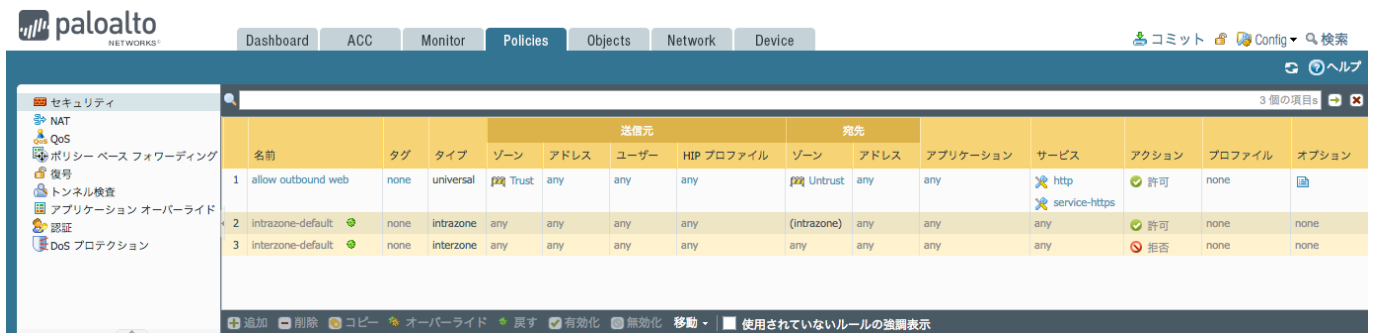 paloalto
NETWORKS®
Dashboard ACC Monitor Policies Objects Network Device
コミット Config 検索
ヘルプ
セキュリティ
NAT
QoS
ポリシー ベース フォワーディング
復号
トンネル検査
アプリケーション オーバーライド
認証
DoS プロテクション
3 個の項目s
送信元 宛先
名前 タグ タイプ ゾーン アドレス ユーザー HIP プロファイル ゾーン アドレス アプリケーション サービス アクション プロファイル オプション
1 allow outbound web none universal Trust any any any Untrust any any http 許可 none
service-https
2 intrazone-default none intrazone any any any any (intrazone) any any any 許可 none none
3 interzone-default none interzone any any any any any any any any 拒否 none none
追加 削除 コピー オーバーライド 戻す 有効化 無効化 移動 使用されていないルールの強調表示